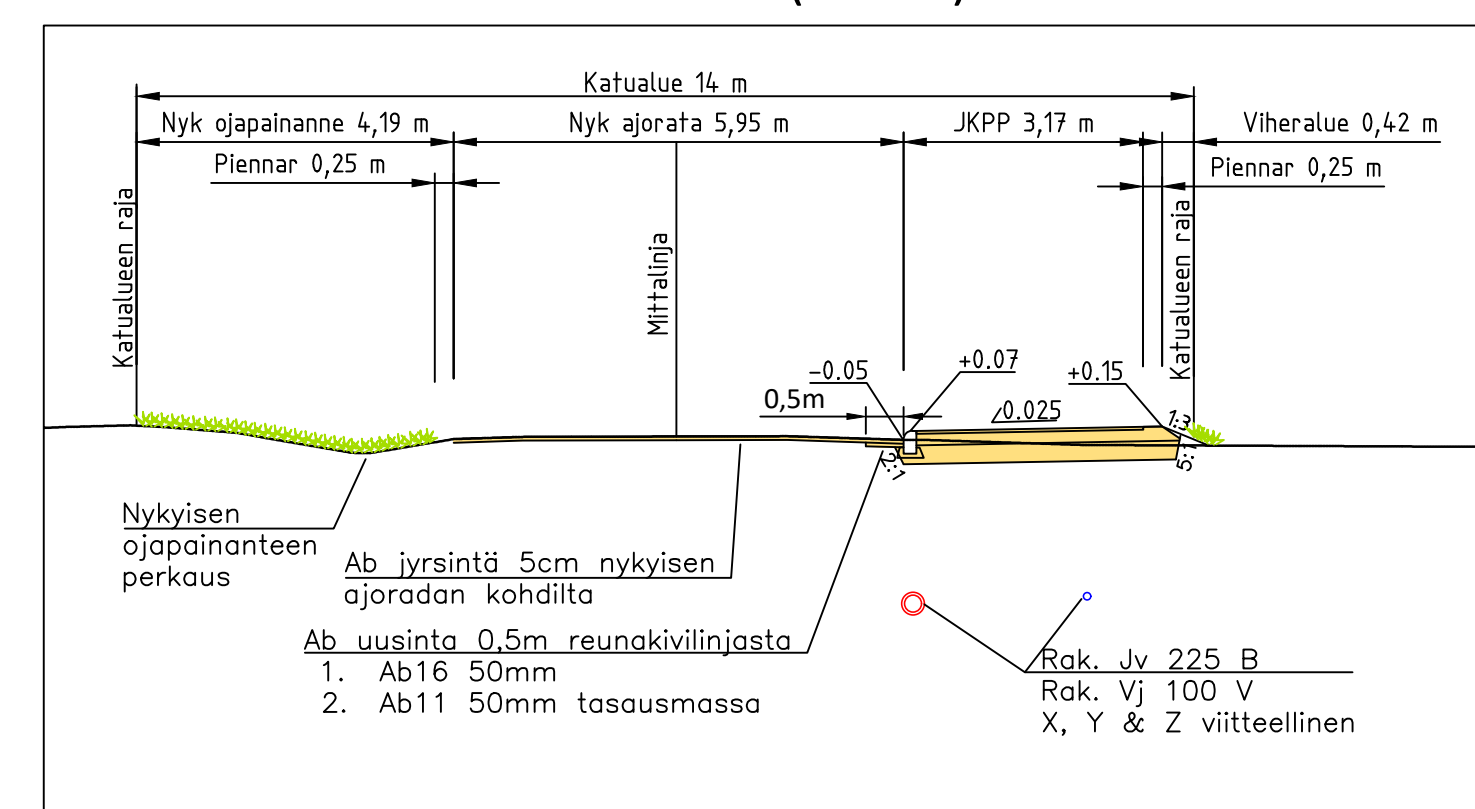 Katualue 14 m
Nyk ojapainanne 4,19 m
Nyk ajorata 5,95 m
JKPP 3,17 m
Viheralue 0,42 m
Piennar 0,25 m
Piennar 0,25 m
Katualueen raja
Mittalinja
Katualueen raja
-0.05
+0.07
+0.15
0,5m
0.025
1:3
2:1
5:1
Nykyisen
ojapainanteen
perkaus
Ab jyrsintä 5cm nykyisen
ajoradan kohdilta
Ab uusinta 0,5m reunakivilinjasta
1. Ab16 50mm
2. Ab11 50mm tasausmassa
Rak. Jv 225 B
Rak. Vj 100 V
X, Y & Z viitteellinen